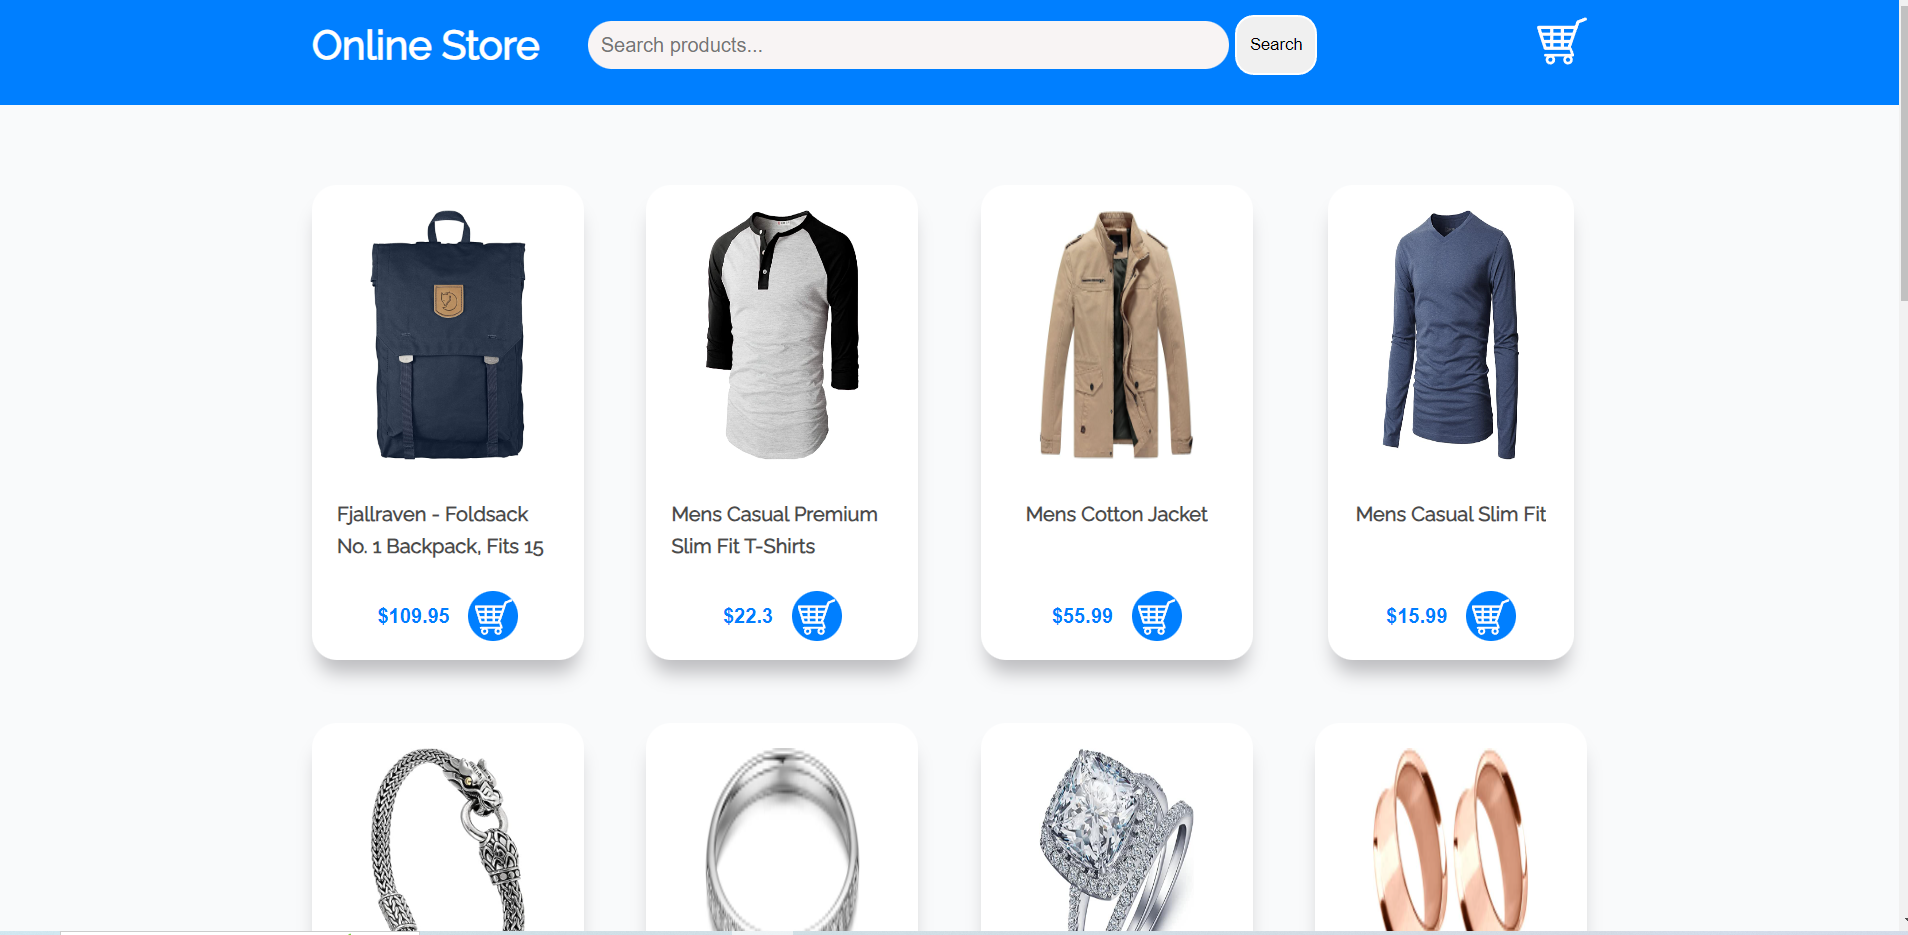 Online Store
Search products...
Search
Fjallraven - Foldsack
No. 1 Backpack, Fits 15
$109.95
Mens Casual Premium
Slim Fit T-Shirts
$22.3
Mens Cotton Jacket
$55.99
Mens Casual Slim Fit
$15.99